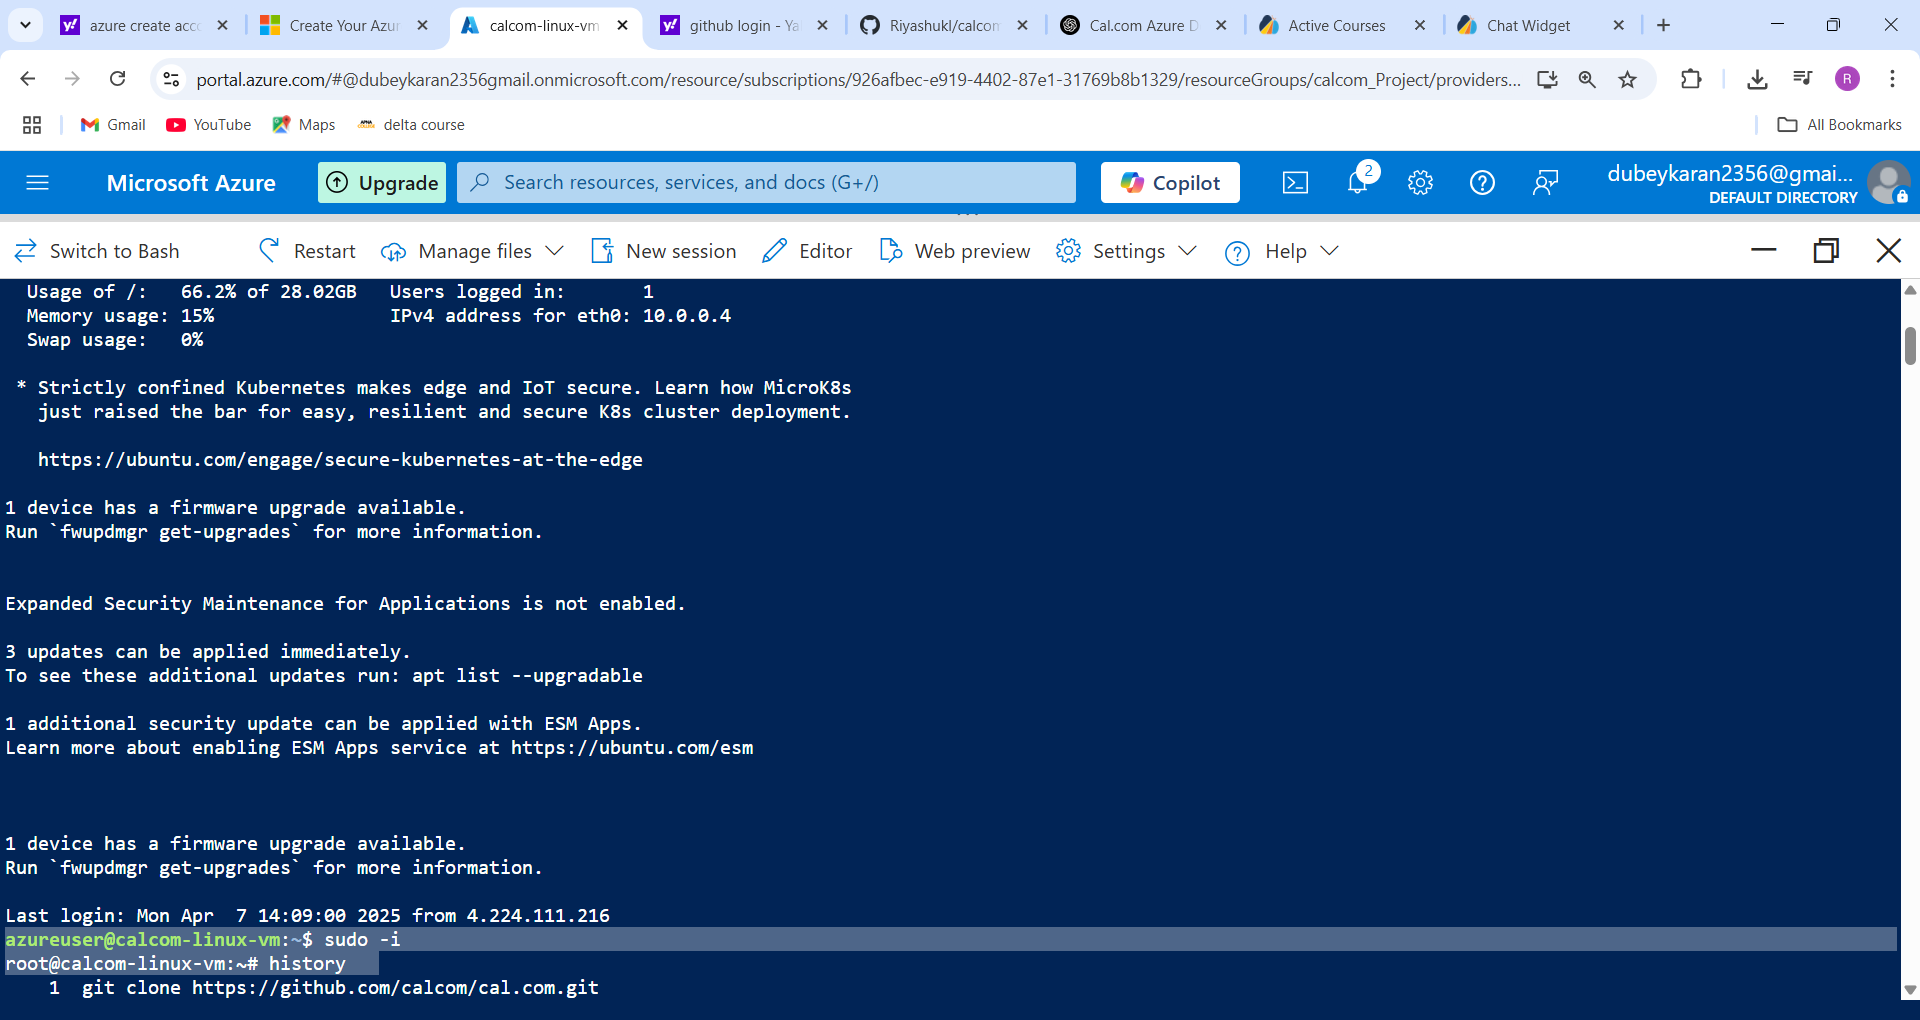 azure create acc
Create Your Azur
calcom-linux-vm
github login - Ya
Riyashukl/calcom
Cal.com Azure D
Active Courses
Chat Widget
portal.azure.com/#@dubeykaran2356gmail.onmicrosoft.com/resource/subscriptions/926afbec-e919-4402-87e1-31769b8b1329/resourceGroups/calcom_Project/providers...
R
Gmail
YouTube
Maps
delta course
All Bookmarks
Microsoft Azure
Upgrade
Search resources, services, and docs (G+/)
Copilot
2
dubeykaran2356@gmai...
DEFAULT DIRECTORY
Switch to Bash
Restart
Manage files
New session
Editor
Web preview
Settings
Help
Usage of /:   66.2% of 28.02GB   Users logged in:       1
Memory usage: 15%                IPv4 address for eth0: 10.0.0.4
Swap usage:   0%
* Strictly confined Kubernetes makes edge and IoT secure. Learn how MicroK8s
just raised the bar for easy, resilient and secure K8s cluster deployment.
https://ubuntu.com/engage/secure-kubernetes-at-the-edge
1 device has a firmware upgrade available.
Run `fwupdmgr get-upgrades` for more information.
Expanded Security Maintenance for Applications is not enabled.
3 updates can be applied immediately.
To see these additional updates run: apt list --upgradable
1 additional security update can be applied with ESM Apps.
Learn more about enabling ESM Apps service at https://ubuntu.com/esm
1 device has a firmware upgrade available.
Run `fwupdmgr get-upgrades` for more information.
Last login: Mon Apr  7 14:09:00 2025 from 4.224.111.216
azureuser@calcom-linux-vm:~$ sudo -i
root@calcom-linux-vm:~# history
1  git clone https://github.com/calcom/cal.com.git